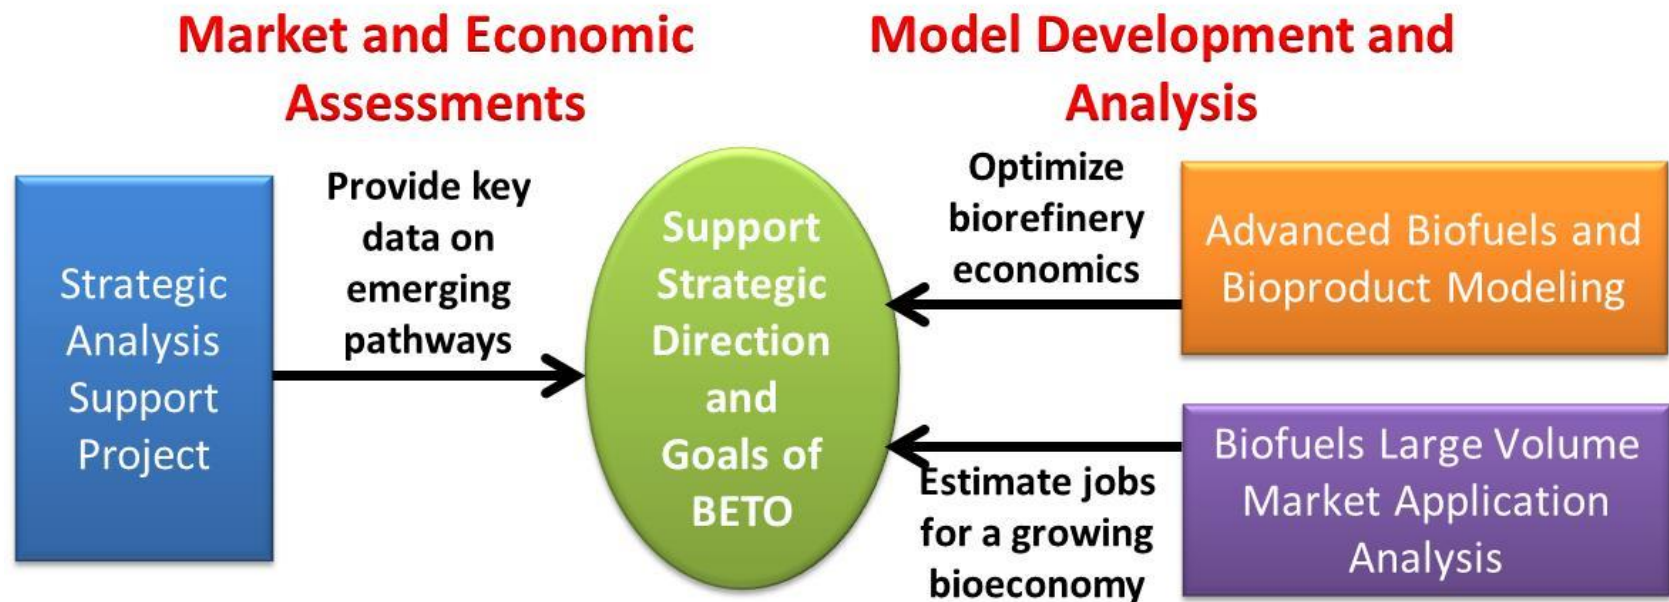 Market and Economic
Assessments
Model Development and
Analysis
Strategic
Analysis
Support
Project
Provide key
data on
emerging
pathways
Support
Strategic
Direction
and
Goals of
BETO
Optimize
biorefinery
economics
Advanced Biofuels and
Bioproduct Modeling
Estimate jobs
for a growing
bioeconomy
Biofuels Large Volume
Market Application
Analysis